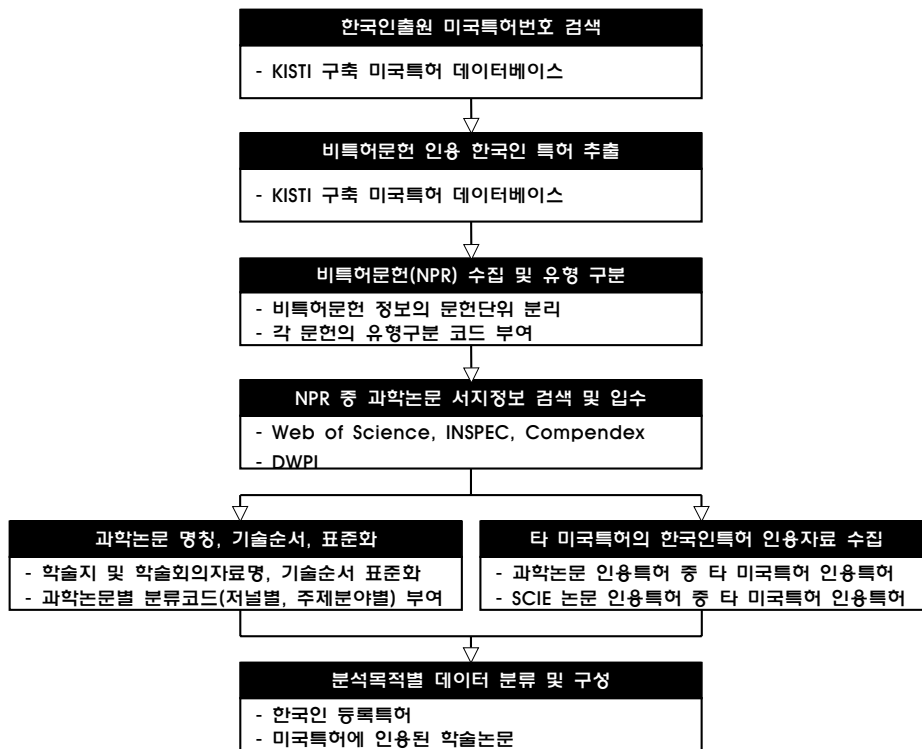 한국인출원 미국특허번호 검색
- KISTI 구축 미국특허 데이터베이스
비특허문헌 인용 한국인 특허 추출
- KISTI 구축 미국특허 데이터베이스
비특허문헌(NPR) 수집 및 유형 구분
- 비특허문헌 정보의 문헌단위 분리
- 각 문헌의 유형구분 코드 부여
NPR 중 과학논문 서지정보 검색 및 입수
- Web of Science, INSPEC, Compendex
- DWPI
과학논문 명칭, 기술순서, 표준화
- 학술지 및 학술회의자료명, 기술순서 표준화
- 과학논문별 분류코드(저널별, 주제분야별) 부여
타 미국특허의 한국인특허 인용자료 수집
- 과학논문 인용특허 중 타 미국특허 인용특허
- SCIE 논문 인용특허 중 타 미국특허 인용특허
분석목적별 데이터 분류 및 구성
- 한국인 등록특허
- 미국특허에 인용된 학술논문